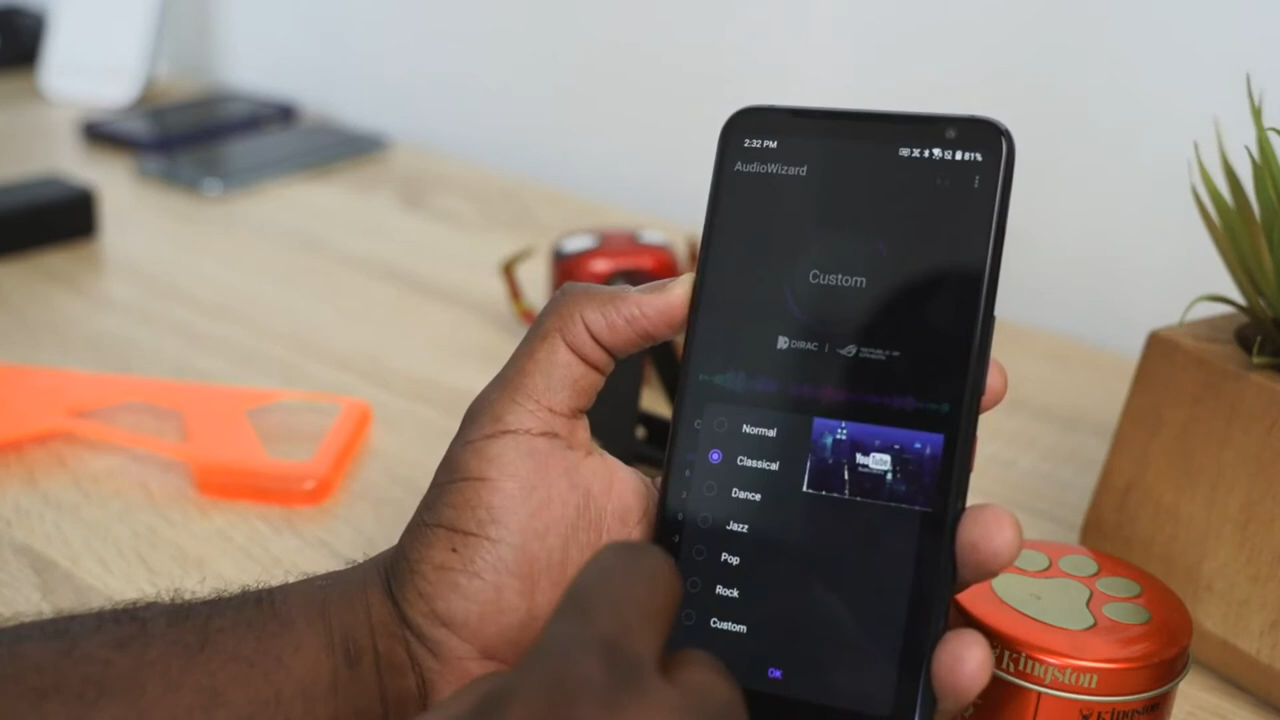 2:32 PM
81%
AudioWizard
Custom
DIRAC | REPUBLIC OF GAMERS
Normal
Classical
Dance
Jazz
Pop
Rock
Custom
OK
YouTube
Kingston
Kingston